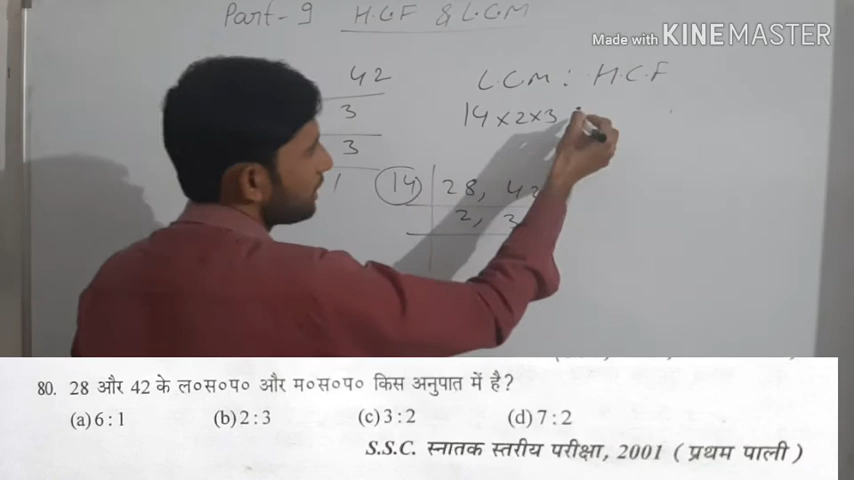 Part-9 H.C.F & L.C.M
Made with KINEMASTER
42
3
3
1
L.C.M : H.C.F
14×2×3 :
14 28, 42
2, 3
80. 28 और 42 के ल०स०प० और म०स०प० किस अनुपात में है?
(a) 6 : 1 (b) 2 : 3 (c) 3 : 2 (d) 7 : 2
S.S.C. स्नातक स्तरीय परीक्षा, 2001 ( प्रथम पाली )